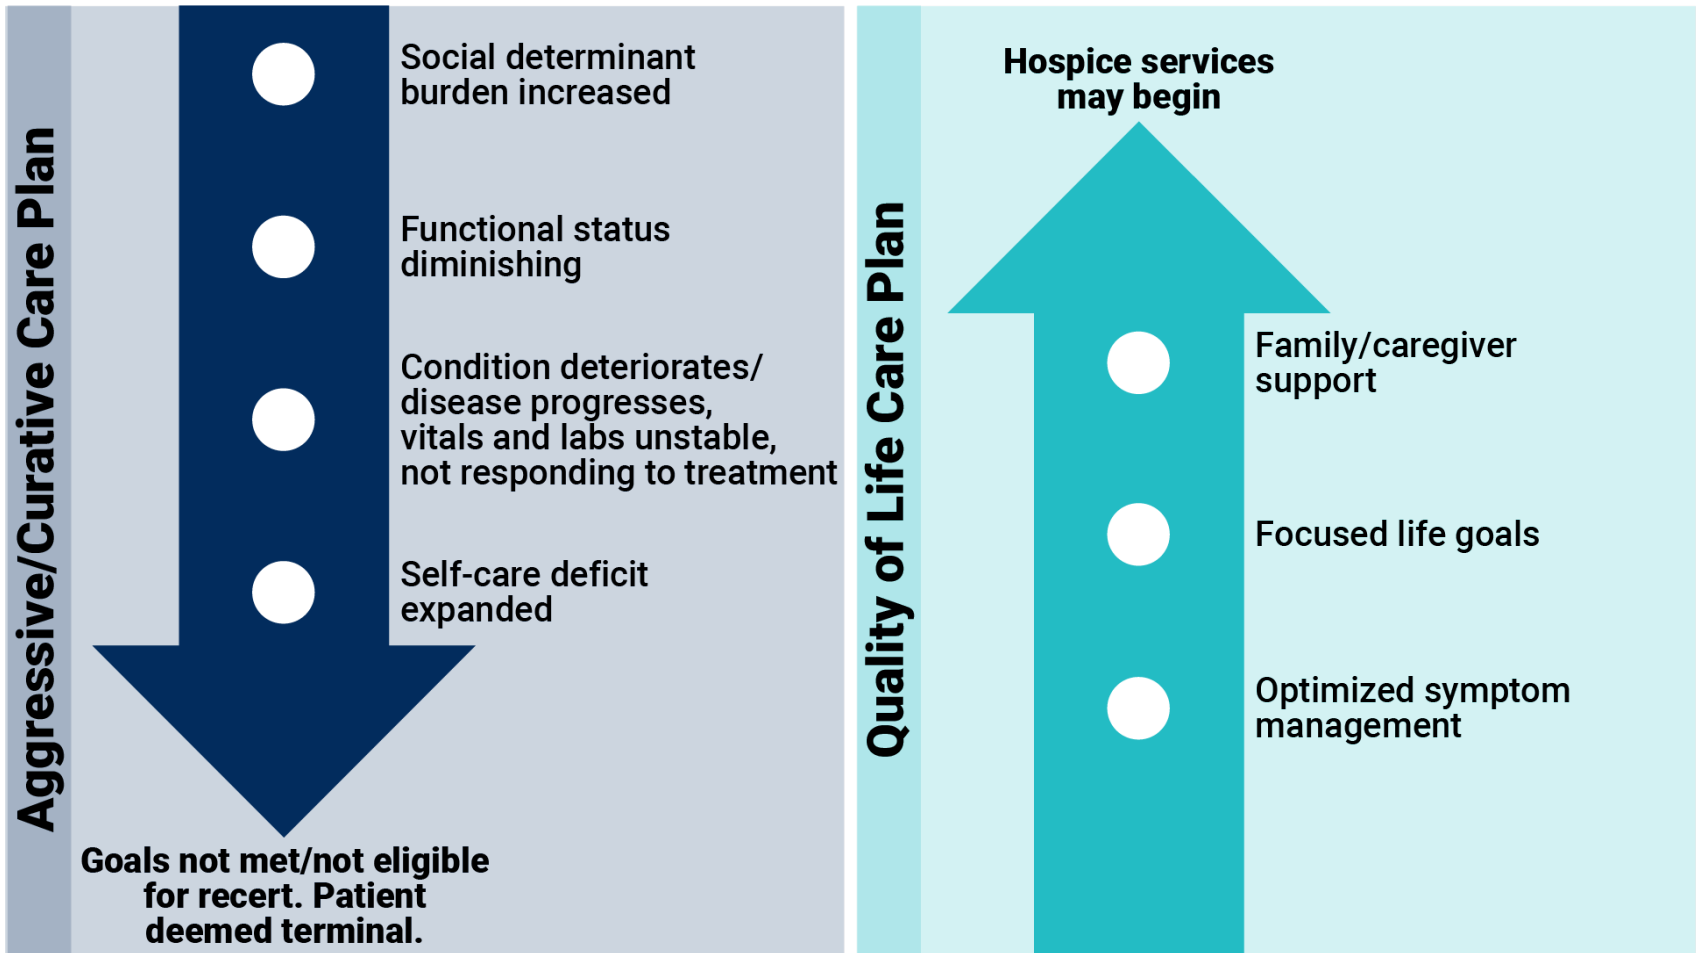 Aggressive/Curative Care Plan
Social determinant
burden increased
Functional status
diminishing
Condition deteriorates/
disease progresses,
vitals and labs unstable,
not responding to treatment
Self-care deficit
expanded
Goals not met/not eligible
for recert. Patient
deemed terminal.
Quality of Life Care Plan
Hospice services
may begin
Family/caregiver
support
Focused life goals
Optimized symptom
management